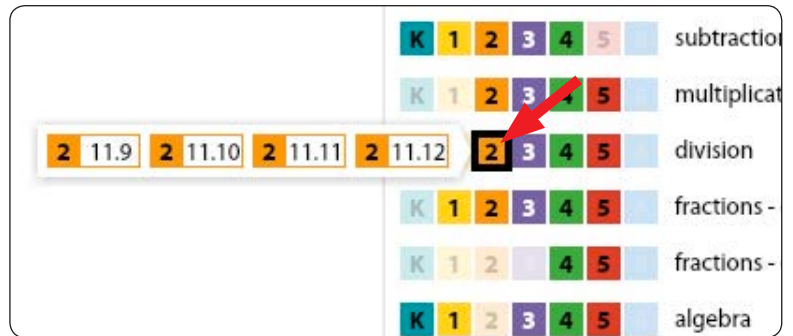 K 1 2 3 4 5 subtractio
K 1 2 3 4 5 multiplicat
2 11.9 2 11.10 2 11.11 2 11.12 2 3 4 5 division
K 1 2 3 4 5 fractions -
K 1 2 4 5 fractions -
K 1 2 3 4 5 algebra